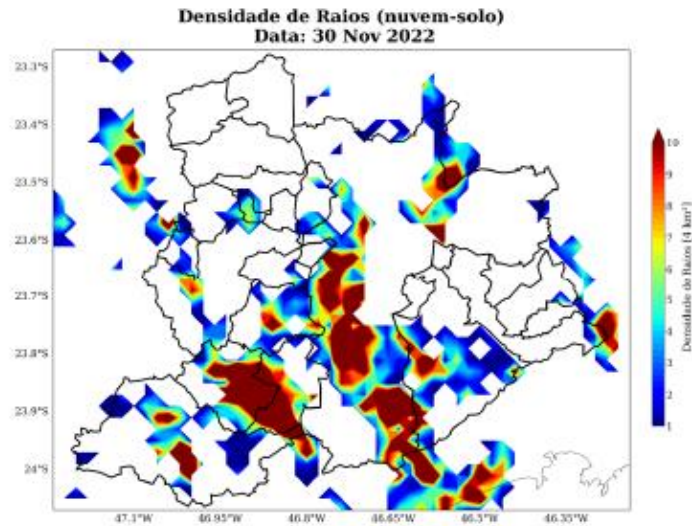 Densidade de Raios (nuvem-solo)
Data: 30 Nov 2022
23.3°S
23.4°S
23.5°S
23.6°S
23.7°S
23.8°S
23.9°S
24°S
47.1°W
46.95°W
46.8°W
46.65°W
46.5°W
46.35°W
10
9
8
7
6
5
4
3
2
1
Densidade de Raios (4 km²)